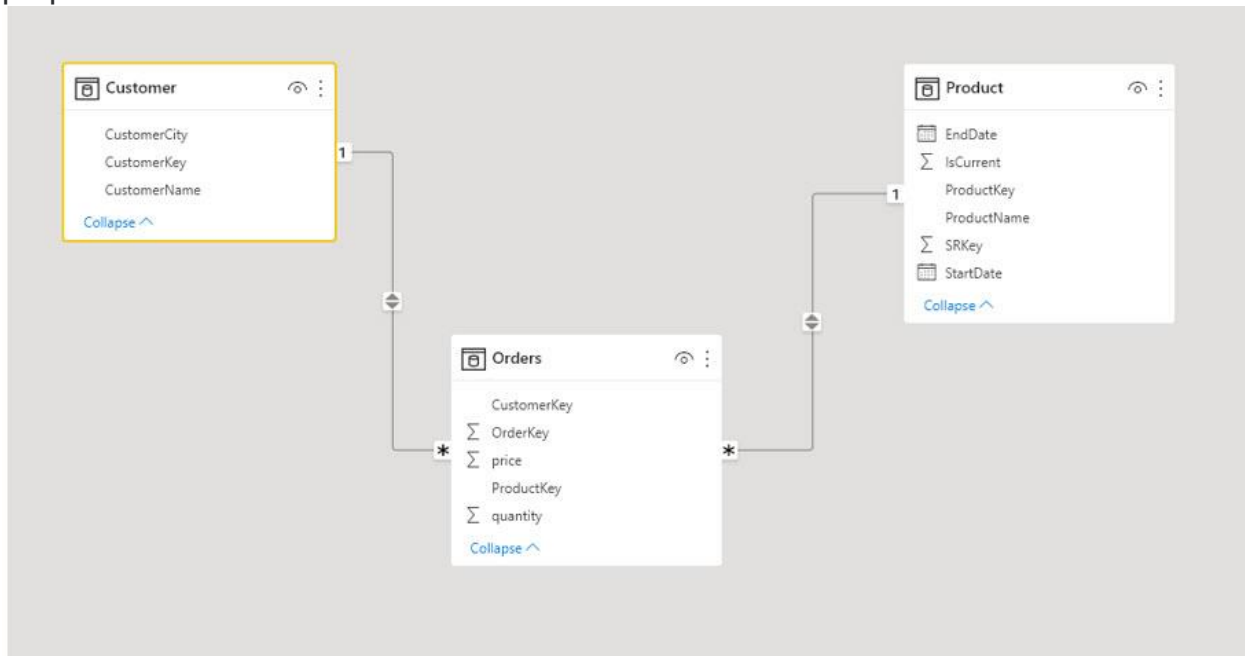 Customer
CustomerCity
CustomerKey
CustomerName
Collapse
1
Product
EndDate
Σ IsCurrent
ProductKey
ProductName
Σ SRKey
StartDate
Collapse
1
Orders
CustomerKey
Σ OrderKey
Σ price
ProductKey
Σ quantity
Collapse
*
*